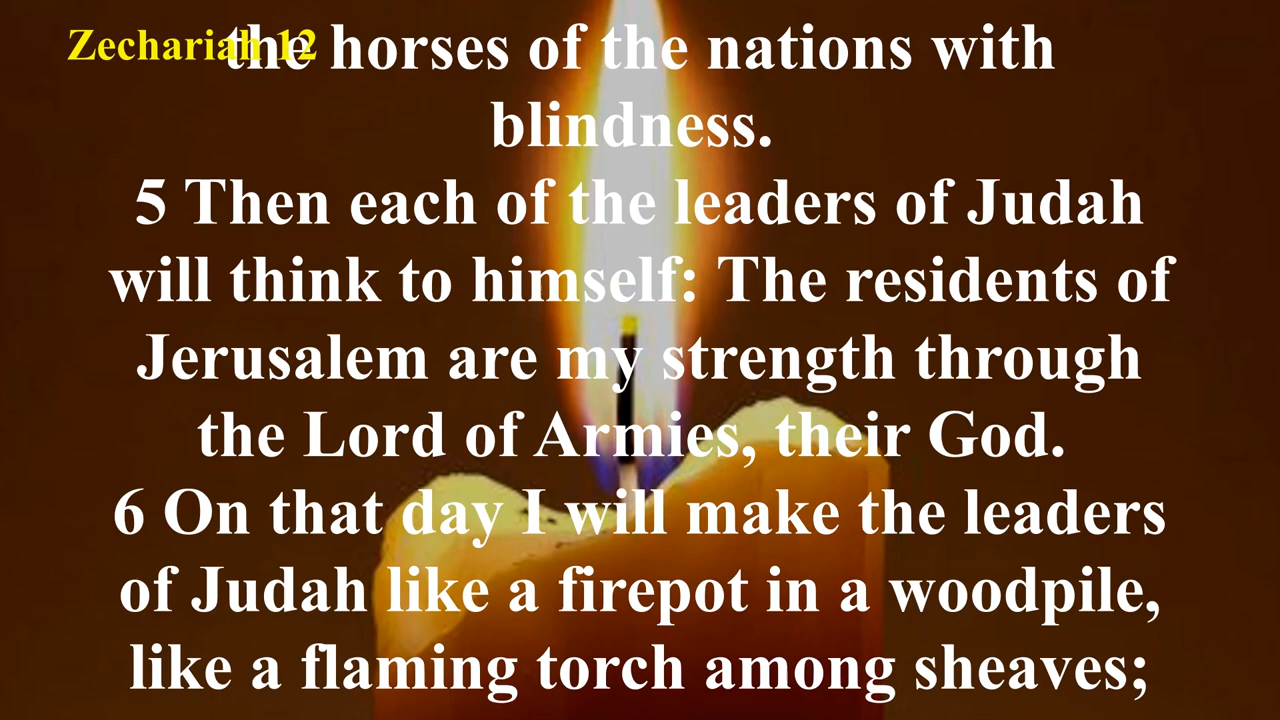 Zechariah 12
the horses of the nations with
blindness.
5 Then each of the leaders of Judah
will think to himself: The residents of
Jerusalem are my strength through
the Lord of Armies, their God.
6 On that day I will make the leaders
of Judah like a firepot in a woodpile,
like a flaming torch among sheaves;